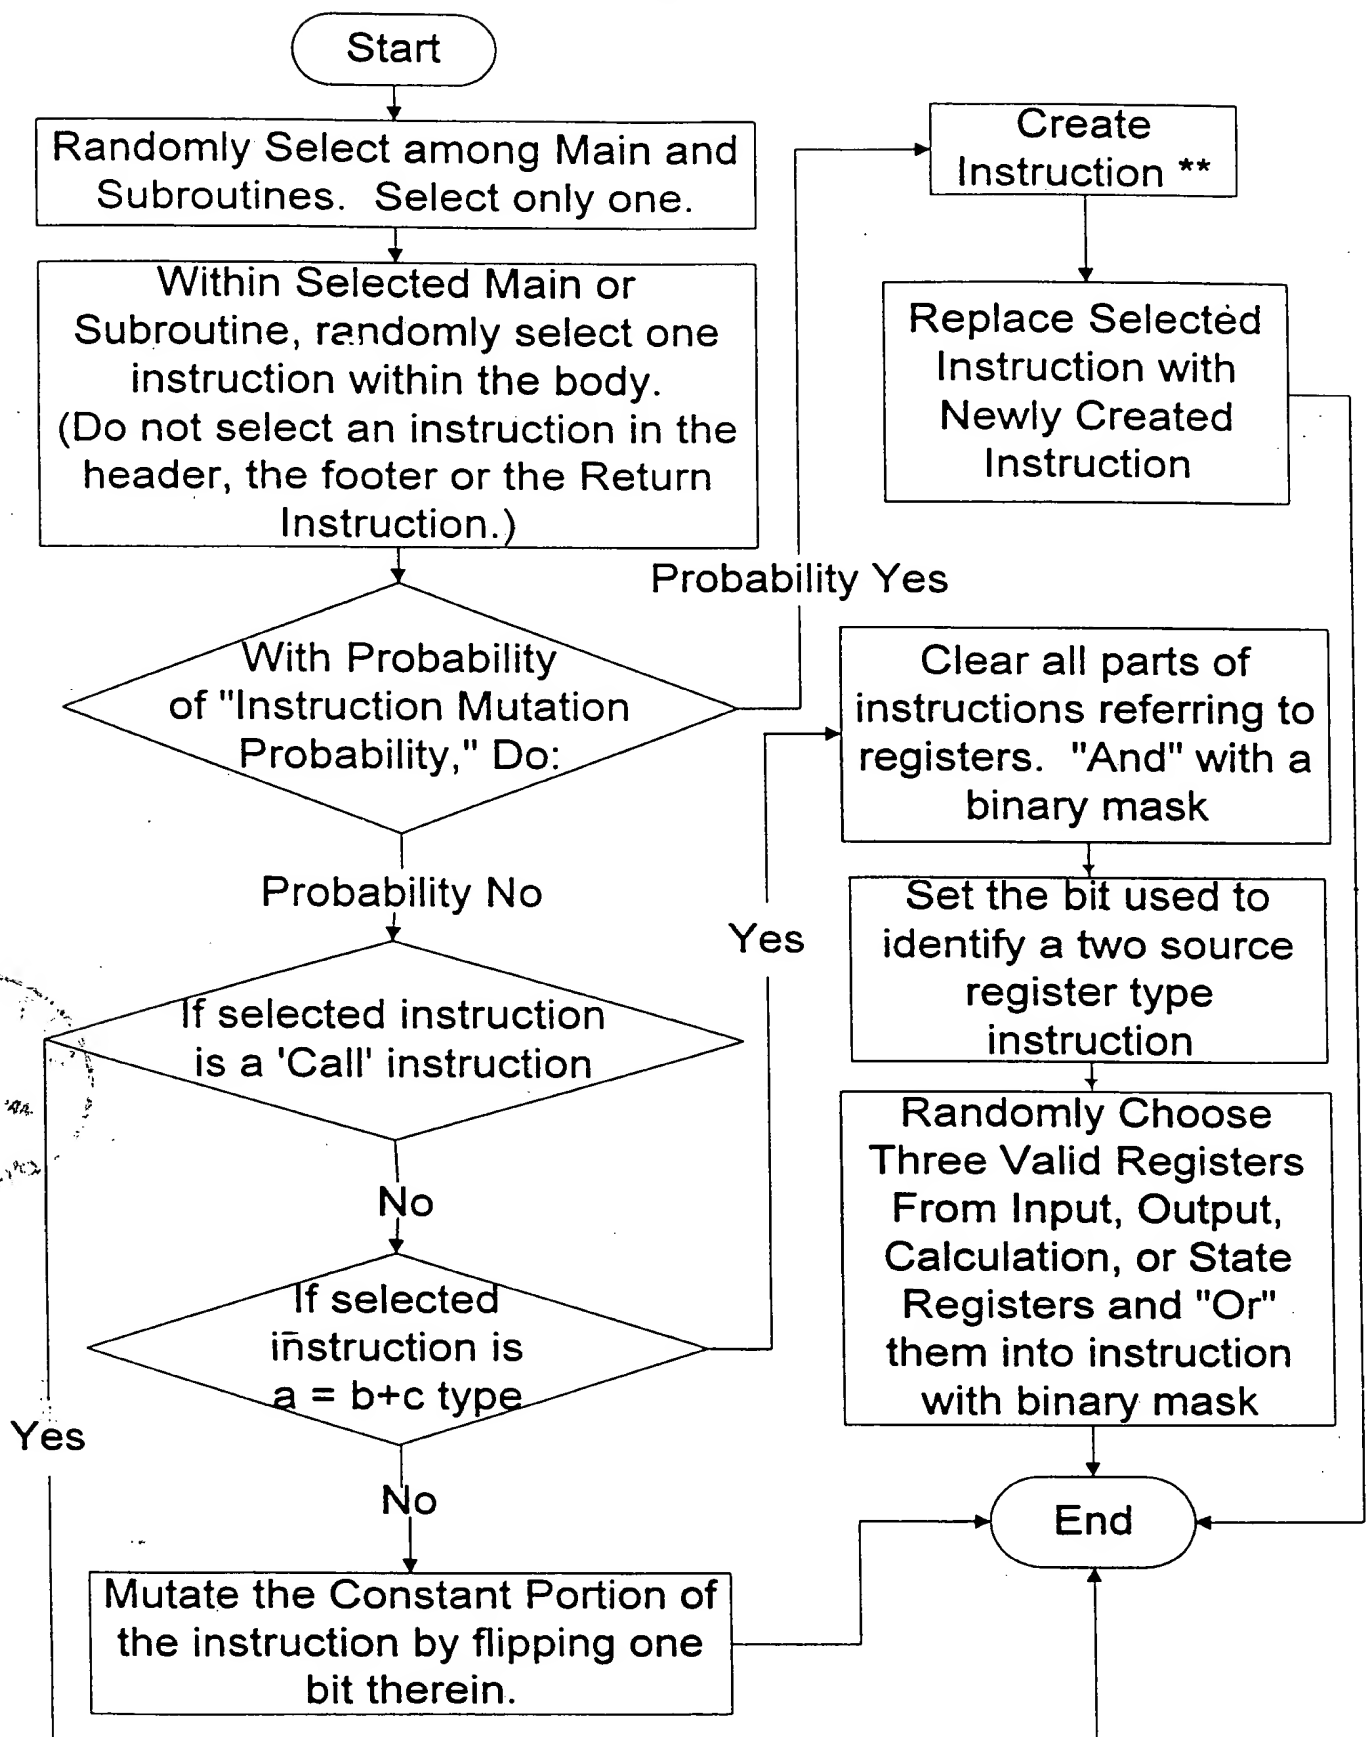 Start
Randomly Select among Main and
Subroutines. Select only one.
Within Selected Main or
Subroutine, randomly select one
instruction within the body.
(Do not select an instruction in the
header, the footer or the Return
Instruction.)
With Probability
of "Instruction Mutation
Probability," Do:
Probability Yes
Create
Instruction **
Replace Selected
Instruction with
Newly Created
Instruction
Probability No
If selected instruction
is a 'Call' instruction
Yes
No
If selected
instruction is
a = b+c type
Yes
Clear all parts of
instructions referring to
registers. "And" with a
binary mask
Set the bit used to
identify a two source
register type
instruction
Randomly Choose
Three Valid Registers
From Input, Output,
Calculation, or State
Registers and "Or"
them into instruction
with binary mask
No
Mutate the Constant Portion of
the instruction by flipping one
bit therein.
End